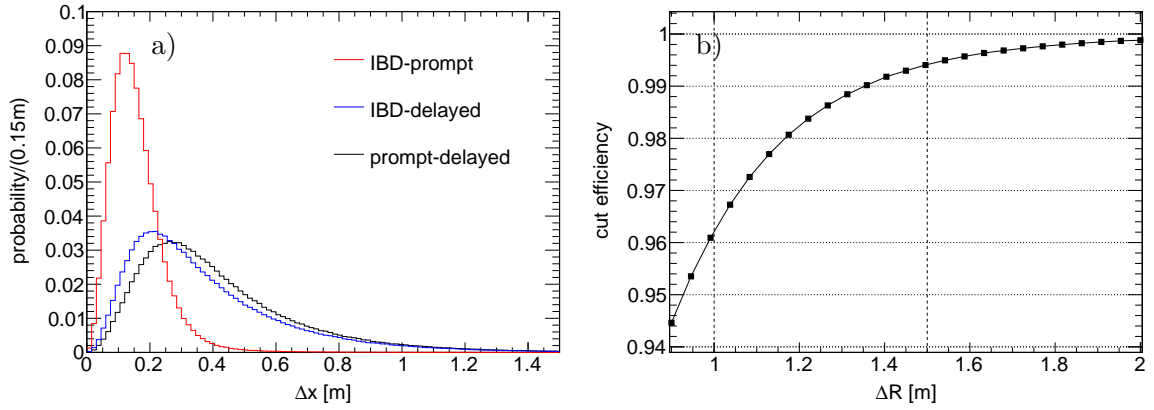 a)
IBD-prompt
IBD-delayed
prompt-delayed
probability/(0.15m)
0.09
0.08
0.07
0.06
0.05
0.04
0.03
0.02
0.01
0
0 0.2 0.4 0.6 0.8 1 1.2 1.4
Δx [m]
b)
cut efficiency
1
0.99
0.98
0.97
0.96
0.95
0.94
1 1.2 1.4 1.6 1.8 2
ΔR [m]